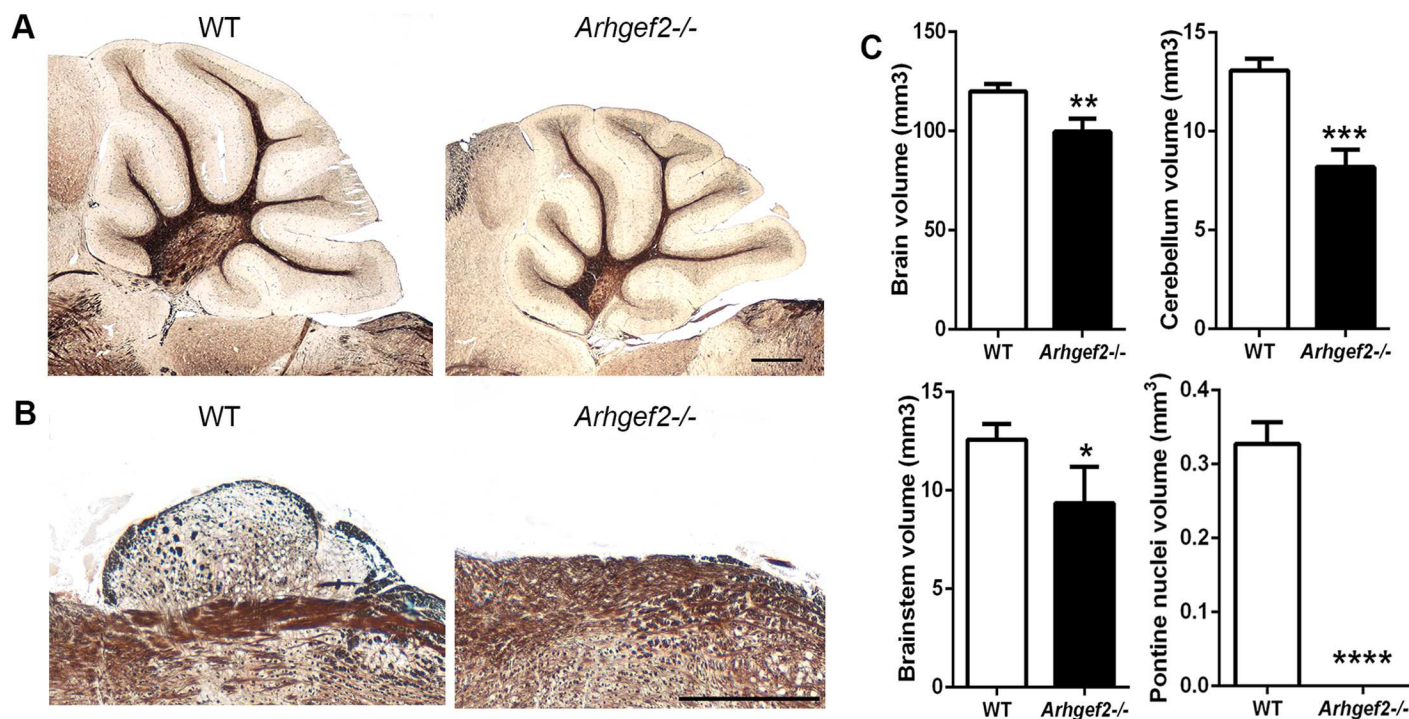 A
WT
Arhgef2-/-
B
WT
Arhgef2-/-
C
Brain volume (mm3)
150
100
50
0
**
WT
Arhgef2-/-
Cerebellum volume (mm3)
15
10
5
0
***
WT
Arhgef2-/-
Brainstem volume (mm3)
15
10
5
0
*
WT
Arhgef2-/-
Pontine nuclei volume (mm³)
0.4
0.3
0.2
0.1
0.0
****
WT
Arhgef2-/-